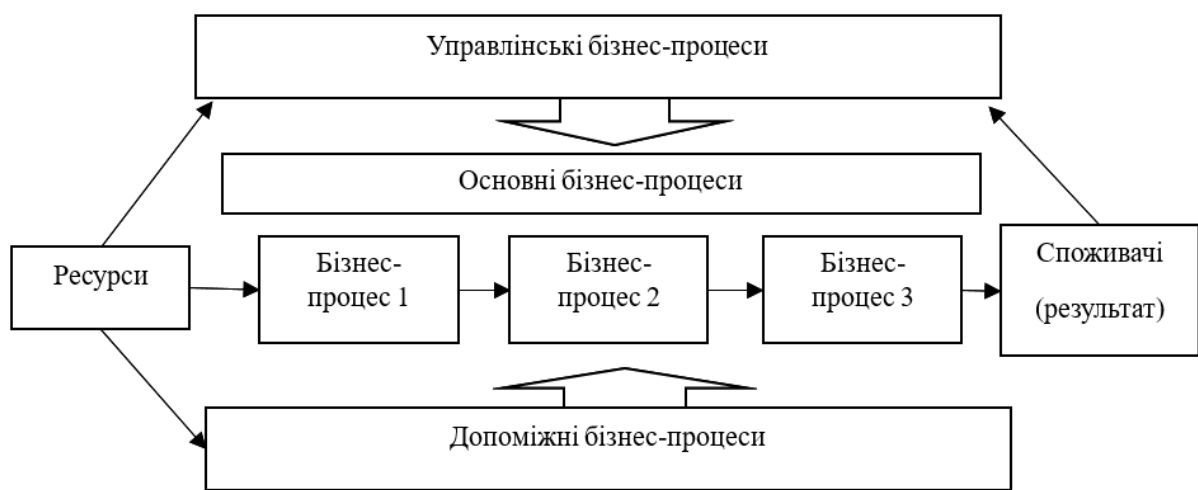 Управлінські бізнес-процеси
Основні бізнес-процеси
Ресурси
Бізнес-
процес 1
Бізнес-
процес 2
Бізнес-
процес 3
Споживачі
(результат)
Допоміжні бізнес-процеси